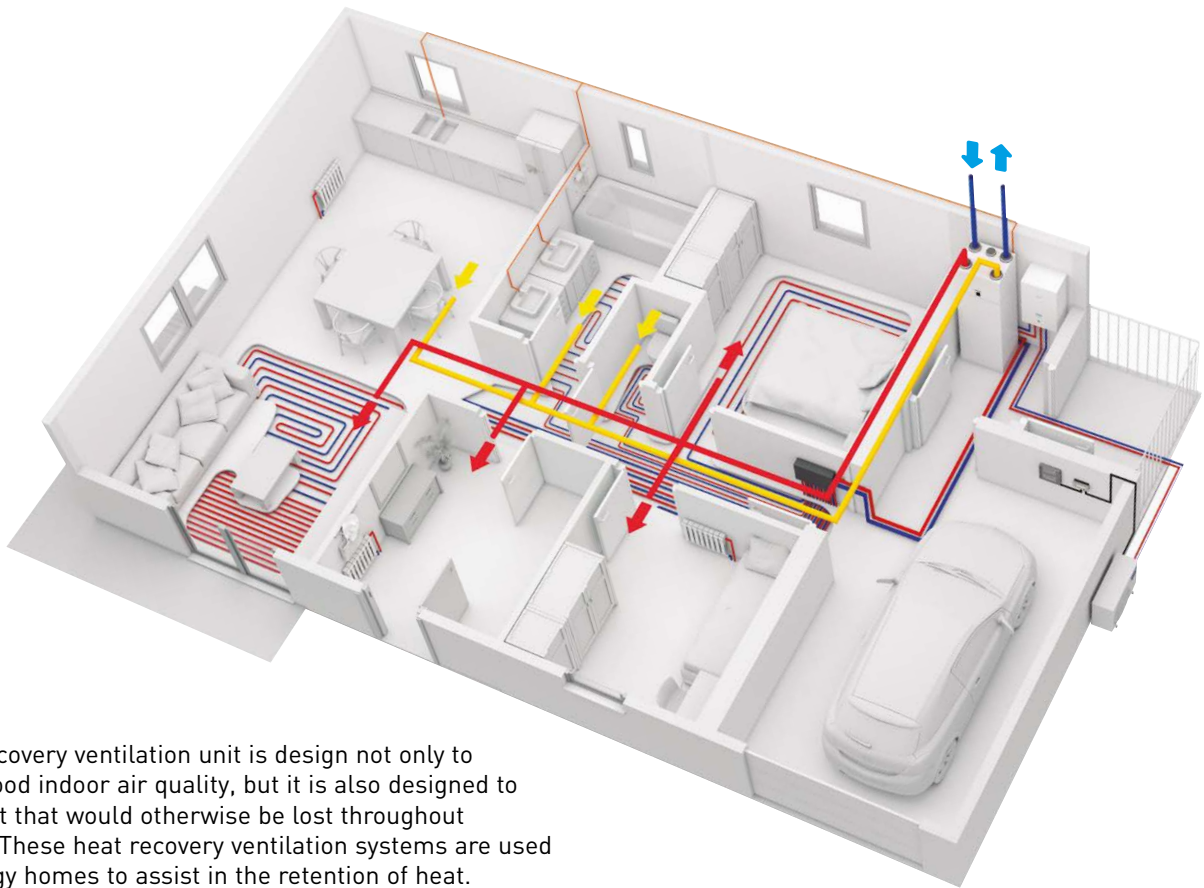 covery ventilation unit is design not only to
ood indoor air quality, but it is also designed to
t that would otherwise be lost throughout
These heat recovery ventilation systems are used
gy homes to assist in the retention of heat.